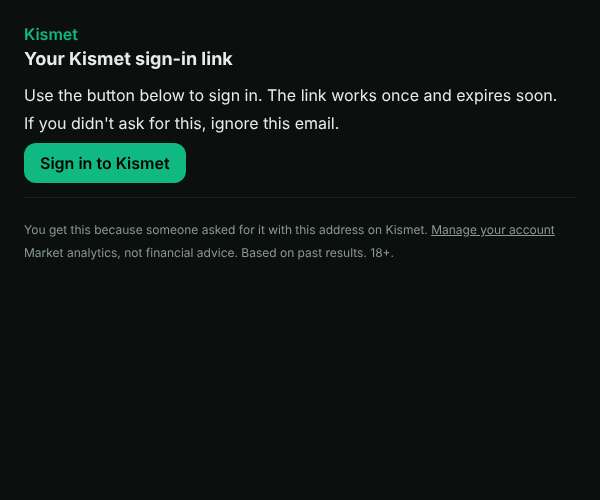 Kismet
Your Kismet sign-in link
Use the button below to sign in. The link works once and expires soon.
If you didn't ask for this, ignore this email.
Sign in to Kismet
You get this because someone asked for it with this address on Kismet. Manage your account
Market analytics, not financial advice. Based on past results. 18+.